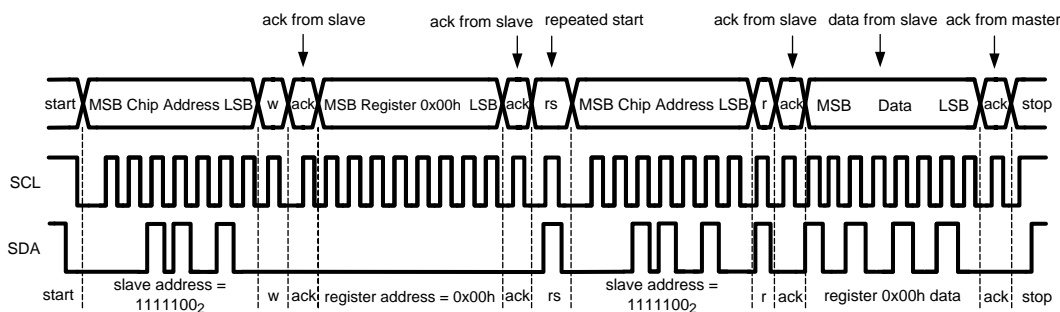 ack from slave
ack from slave
repeated start
ack from slave
data from slave
ack from master
start
MSB Chip Address LSB
w
ack
MSB Register 0x00h LSB
ack
rs
MSB Chip Address LSB
r
ack
MSB Data LSB
ack
stop
SCL
SDA
start
slave address =
1111100₂
w
ack
register address = 0x00h
ack
rs
slave address =
1111100₂
r
ack
register 0x00h data
ack
stop